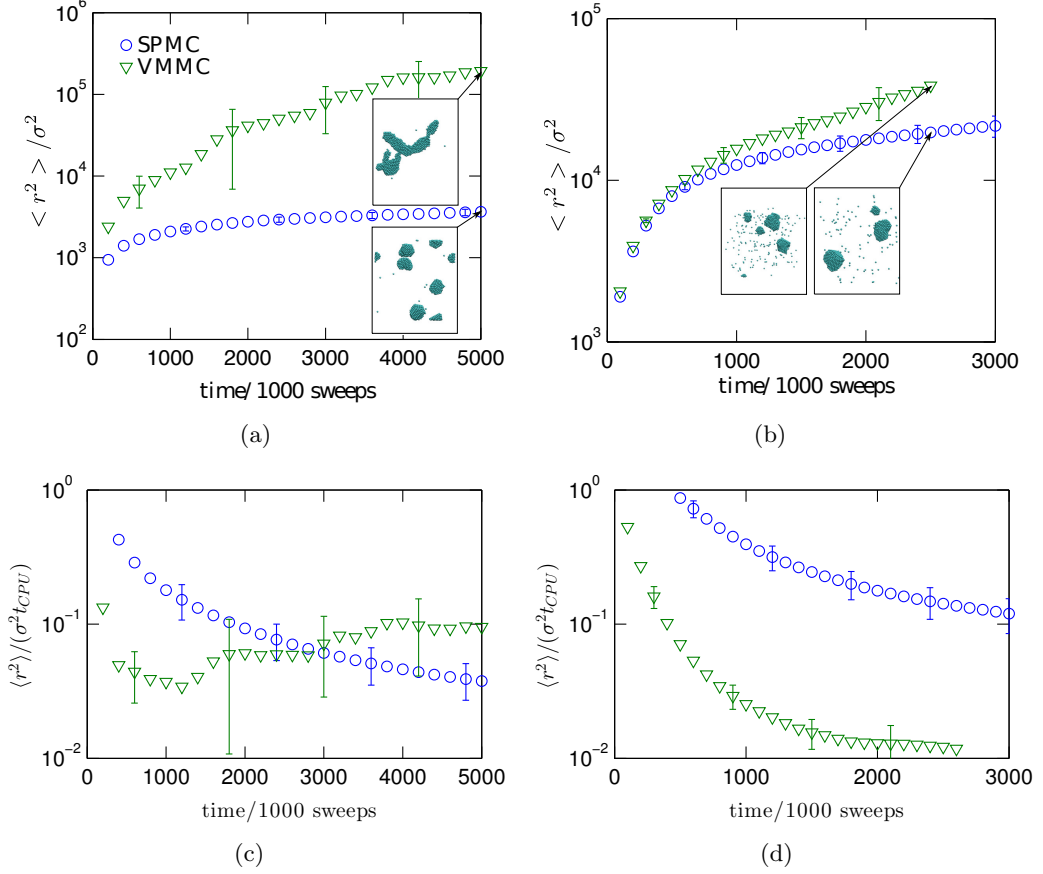 10^6
10^5
10^4
10^3
10^2
< r^2 > /σ^2
SPMC
VMMC
0 1000 2000 3000 4000 5000
time/1000 sweeps
(a)
10^5
10^4
10^3
< r^2 > /σ^2
0 1000 2000 3000
time/1000 sweeps
(b)
10^0
10^-1
10^-2
⟨r^2⟩/(σ^2 t_CPU)
0 1000 2000 3000 4000 5000
time/1000 sweeps
(c)
10^0
10^-1
10^-2
⟨r^2⟩/(σ^2 t_CPU)
0 1000 2000 3000
time/1000 sweeps
(d)